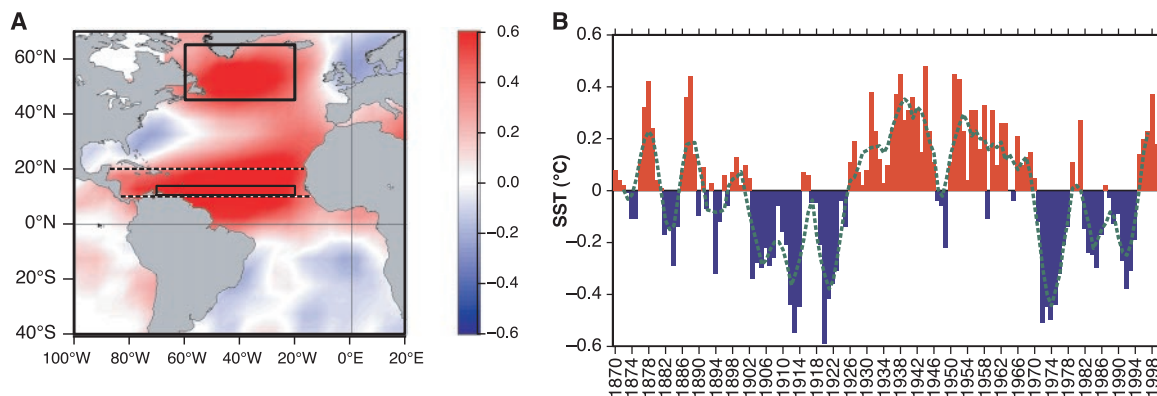 A
60°N
40°N
20°N
0°N
20°S
40°S
100°W 80°W 60°W 40°W 20°W 0°E 20°E
0.6
0.4
0.2
0.0
−0.2
−0.4
−0.6
B
SST (°C)
0.6
0.4
0.2
0
−0.2
−0.4
−0.6
1870 1874 1878 1882 1886 1890 1894 1898 1902 1906 1910 1914 1918 1922 1926 1930 1934 1938 1942 1946 1950 1954 1958 1962 1966 1970 1974 1978 1982 1986 1990 1994 1998